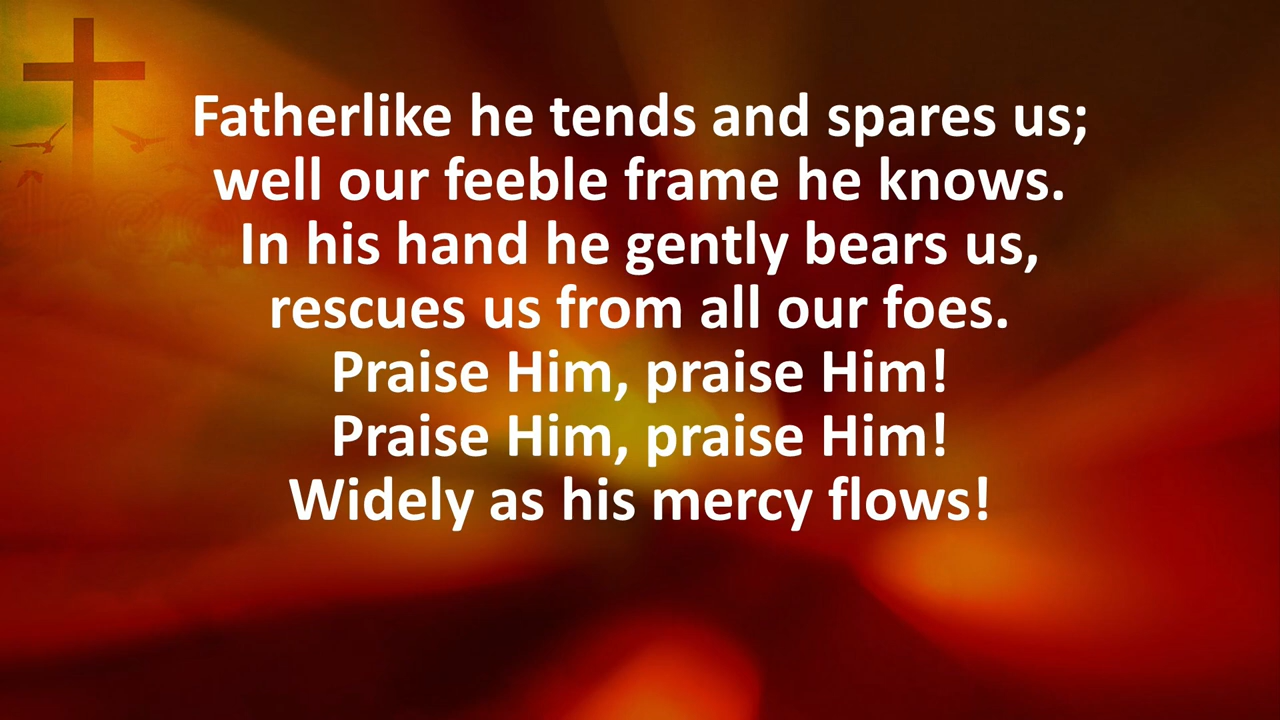 Fatherlike he tends and spares us;
well our feeble frame he knows.
In his hand he gently bears us,
rescues us from all our foes.
Praise Him, praise Him!
Praise Him, praise Him!
Widely as his mercy flows!